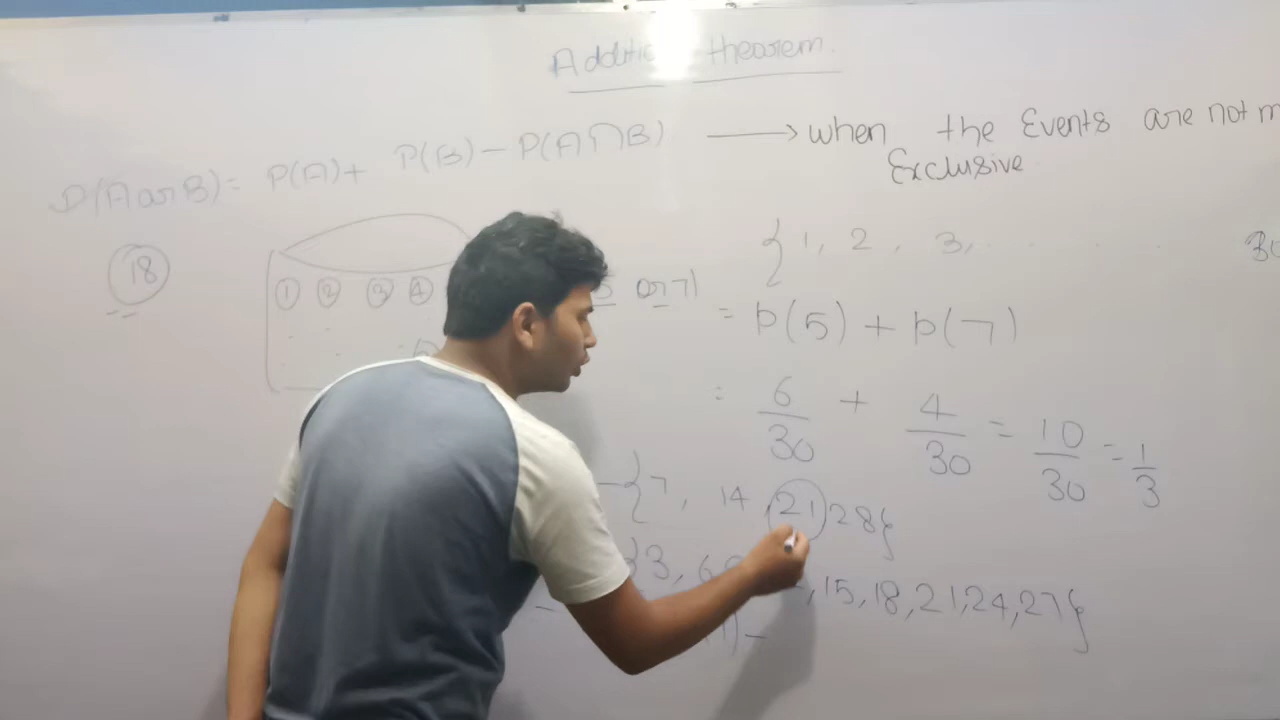 Addition theorem.
P(A or B) = P(A) + P(B) - P(A∩B) → when the Events are not
Exclusive
18
{ 1, 2, 3, . . . . 30
1 2 3 4
5 or 7)
= p(5) + p(7)
= 6/30 + 4/30 = 10/30 = 1/3
{7, 14, 21, 28}
{3, 6, ,15,18,21,24,27}
) -